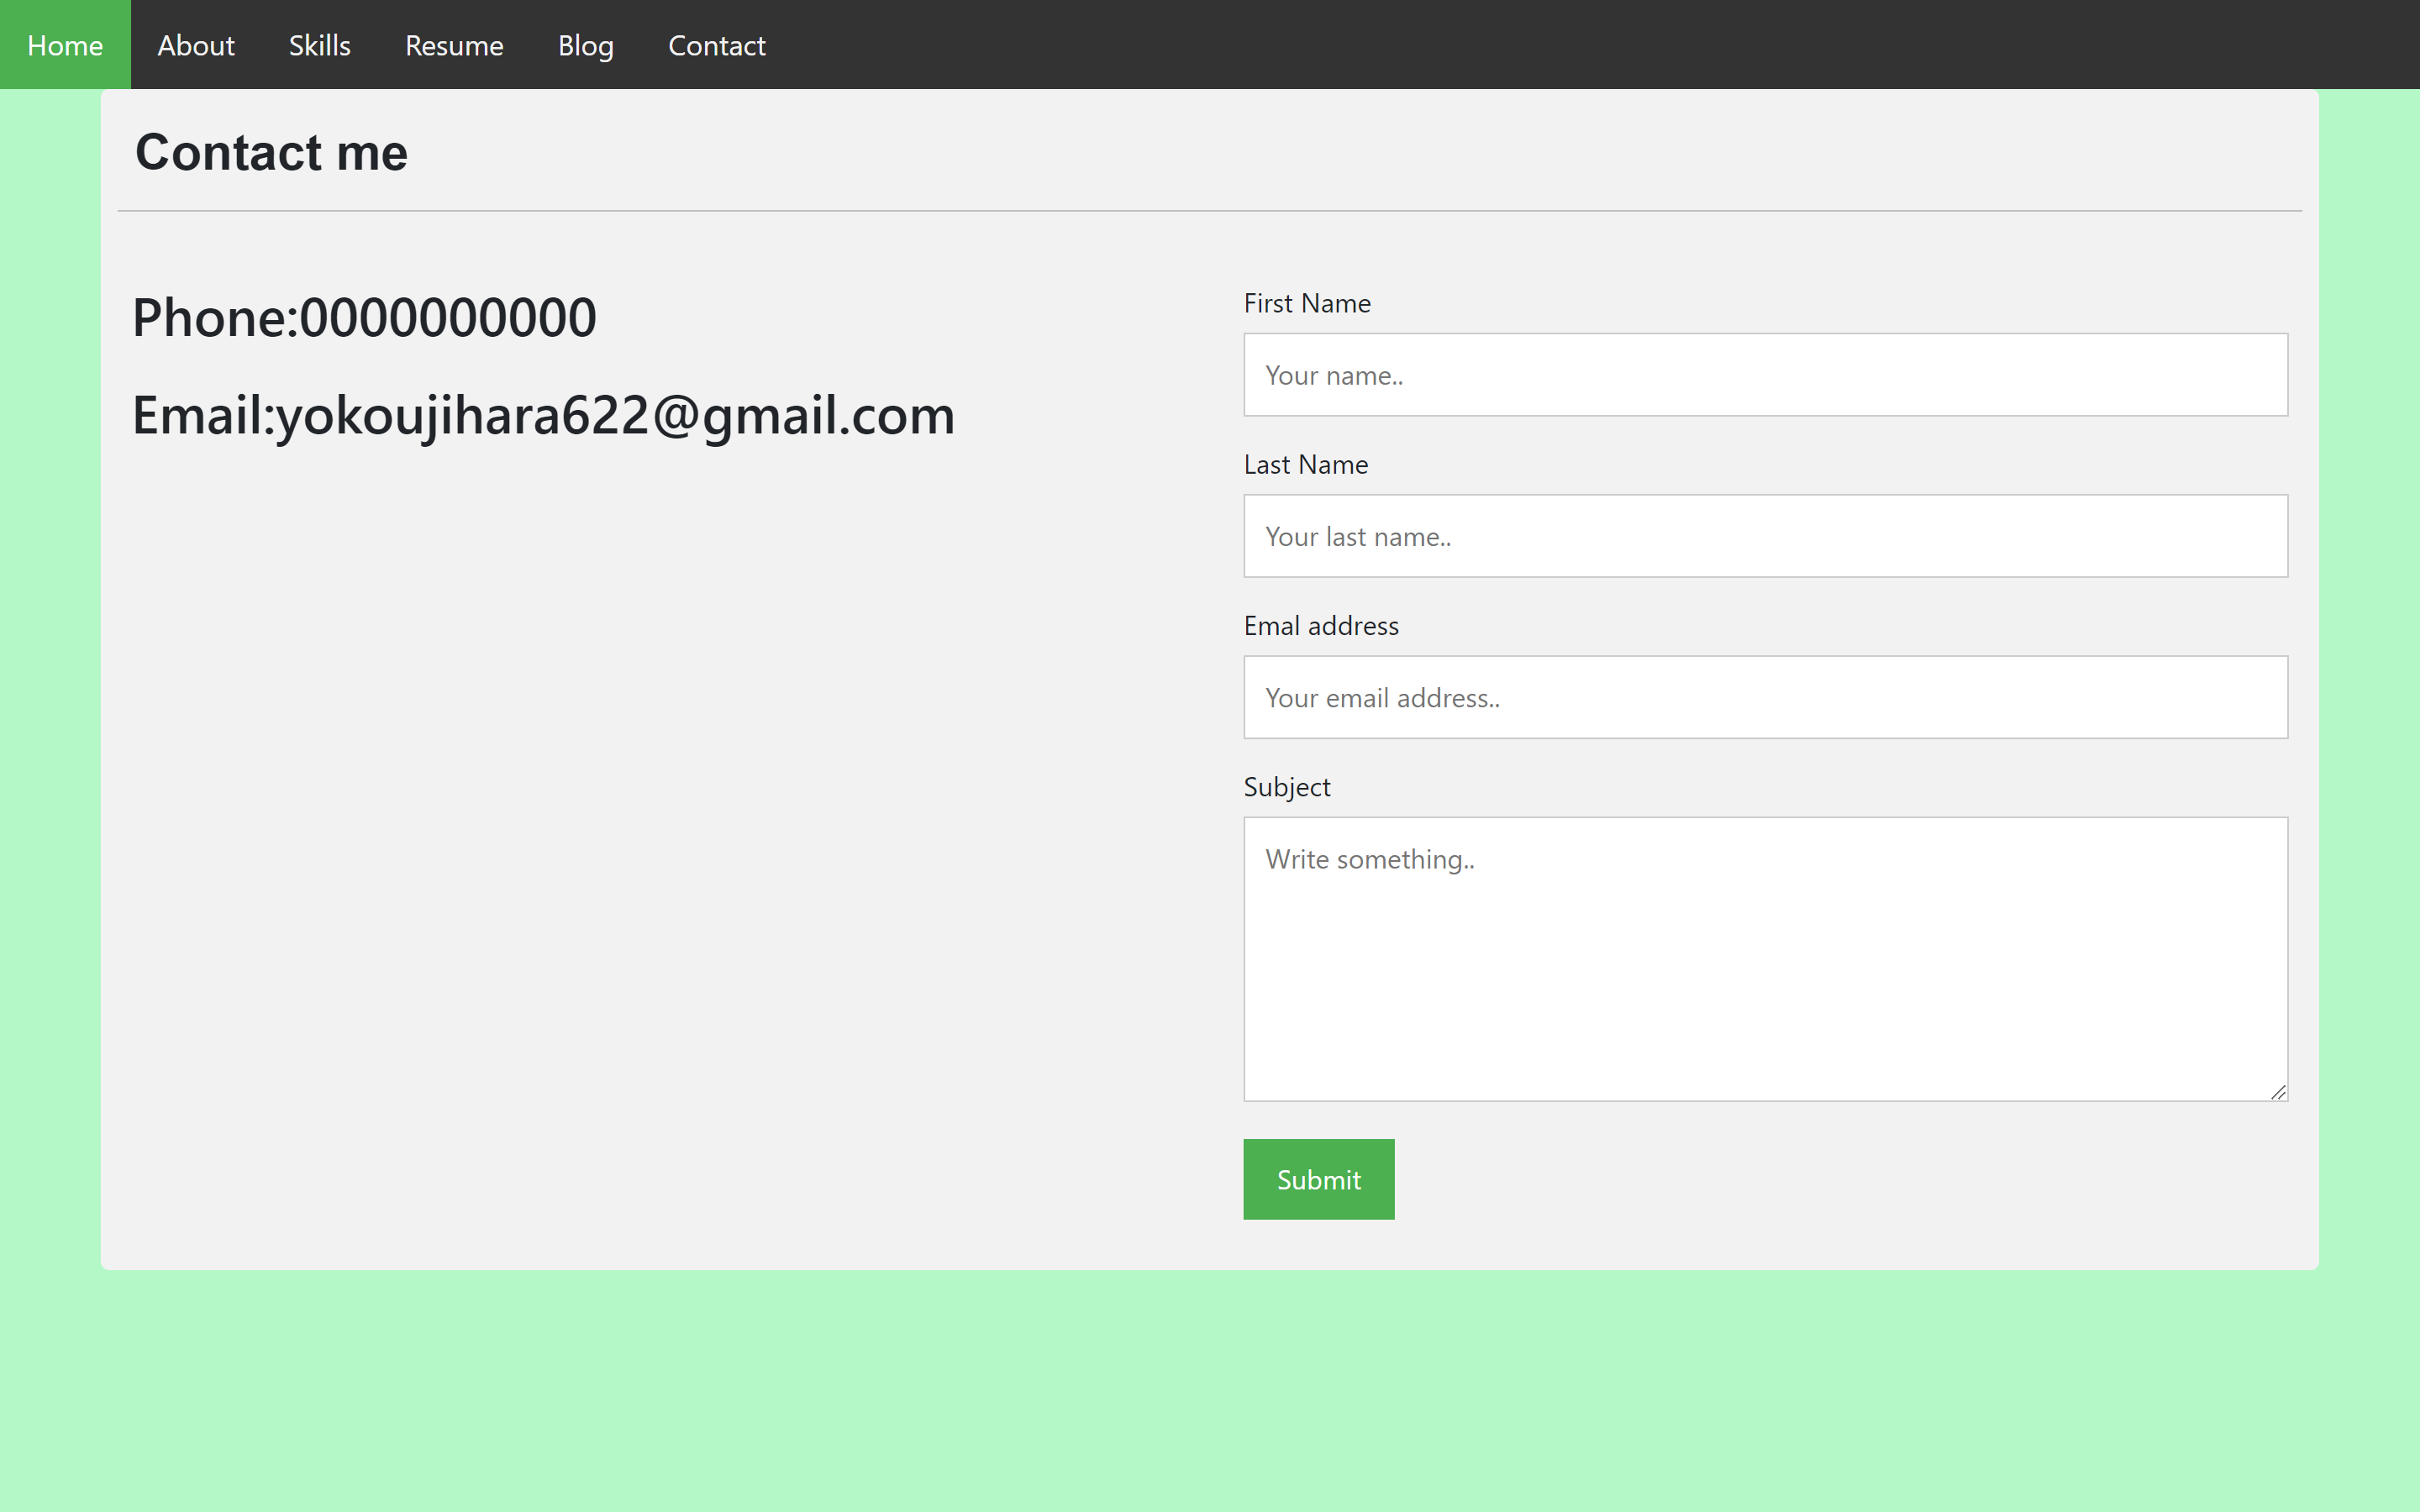 Home About Skills Resume Blog Contact
Contact me
Phone:0000000000
Email:yokoujihara622@gmail.com
First Name
Your name..
Last Name
Your last name..
Emal address
Your email address..
Subject
Write something..
Submit